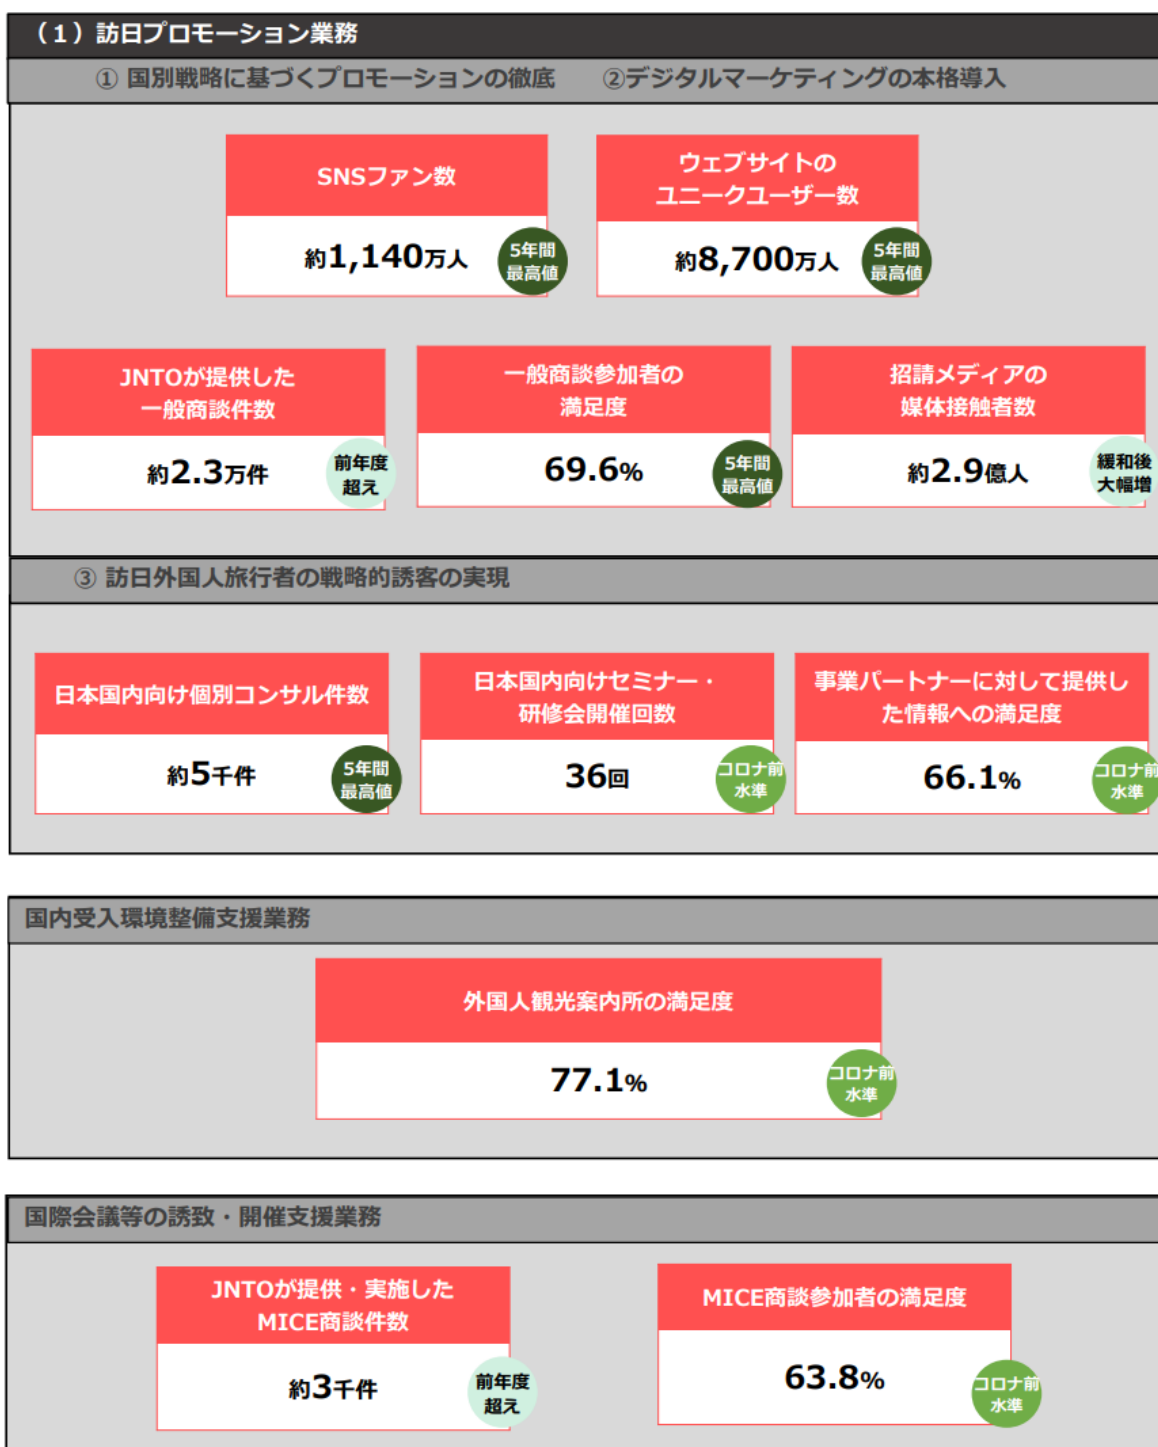 （１）訪日プロモーション業務
① 国別戦略に基づくプロモーションの徹底　②デジタルマーケティングの本格導入
SNSファン数
約1,140万人
5年間
最高値
ウェブサイトの
ユニークユーザー数
約8,700万人
5年間
最高値
JNTOが提供した
一般商談件数
約2.3万件
前年度
超え
一般商談参加者の
満足度
69.6%
5年間
最高値
招請メディアの
媒体接触者数
約2.9億人
緩和後
大幅増
③ 訪日外国人旅行者の戦略的誘客の実現
日本国内向け個別コンサル件数
約5千件
5年間
最高値
日本国内向けセミナー・
研修会開催回数
36回
コロナ前
水準
事業パートナーに対して提供し
た情報への満足度
66.1%
コロナ前
水準
国内受入環境整備支援業務
外国人観光案内所の満足度
77.1%
コロナ前
水準
国際会議等の誘致・開催支援業務
JNTOが提供・実施した
MICE商談件数
約3千件
前年度
超え
MICE商談参加者の満足度
63.8%
コロナ前
水準